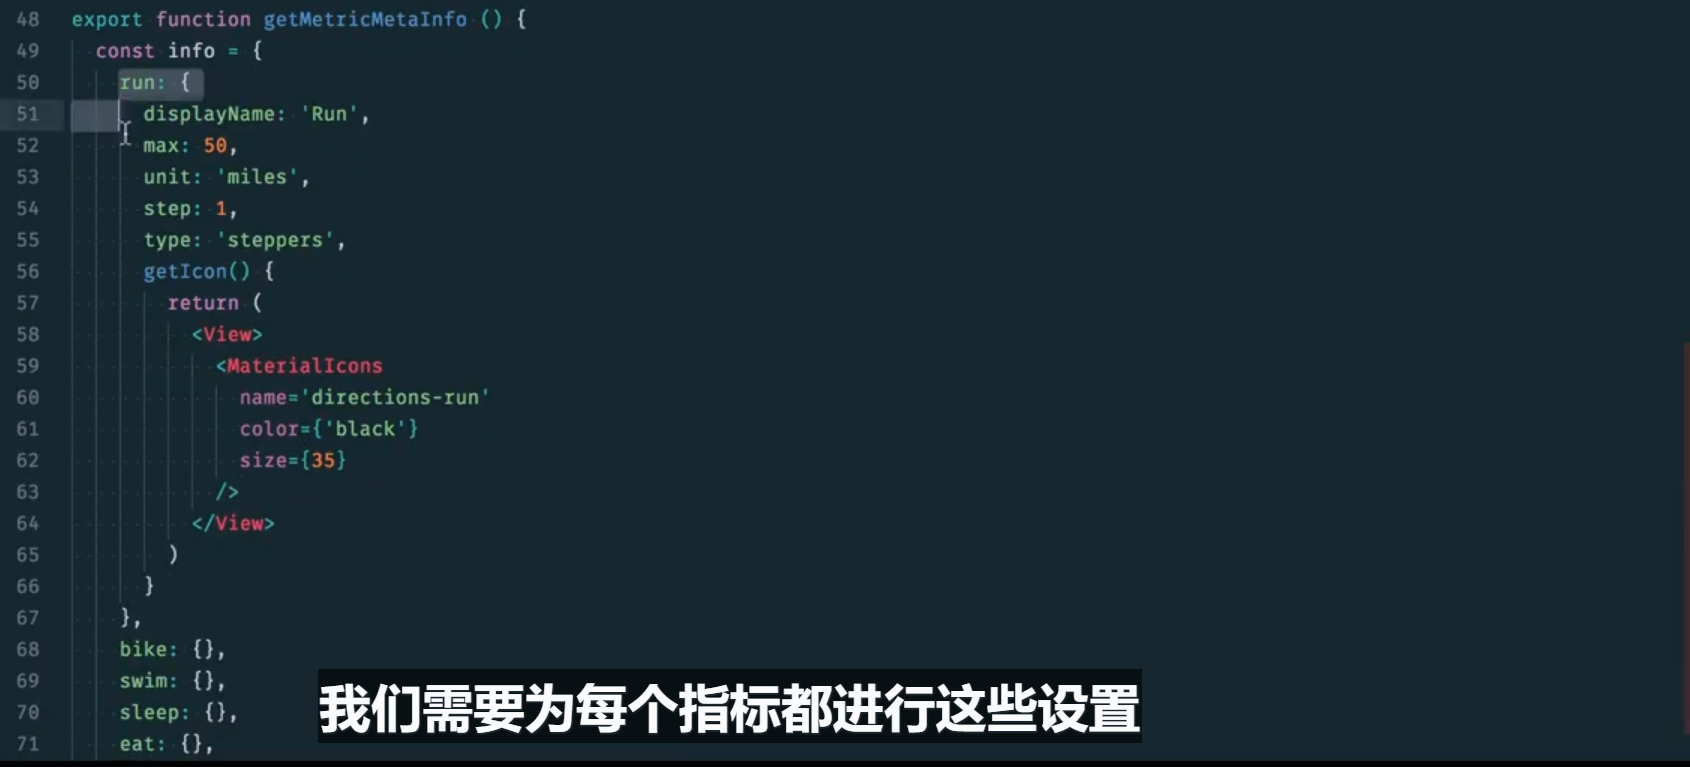 48 export function getMetricMetaInfo () {
49 const info = {
50 run: {
51 displayName: 'Run',
52 max: 50,
53 unit: 'miles',
54 step: 1,
55 type: 'steppers',
56 getIcon() {
57 return (
58 <View>
59 <MaterialIcons
60 name='directions-run'
61 color={'black'}
62 size={35}
63 />
64 </View>
65 )
66 }
67 },
68 bike: {},
69 swim: {},
70 sleep: {},
71 eat: {},
我们需要为每个指标都进行这些设置